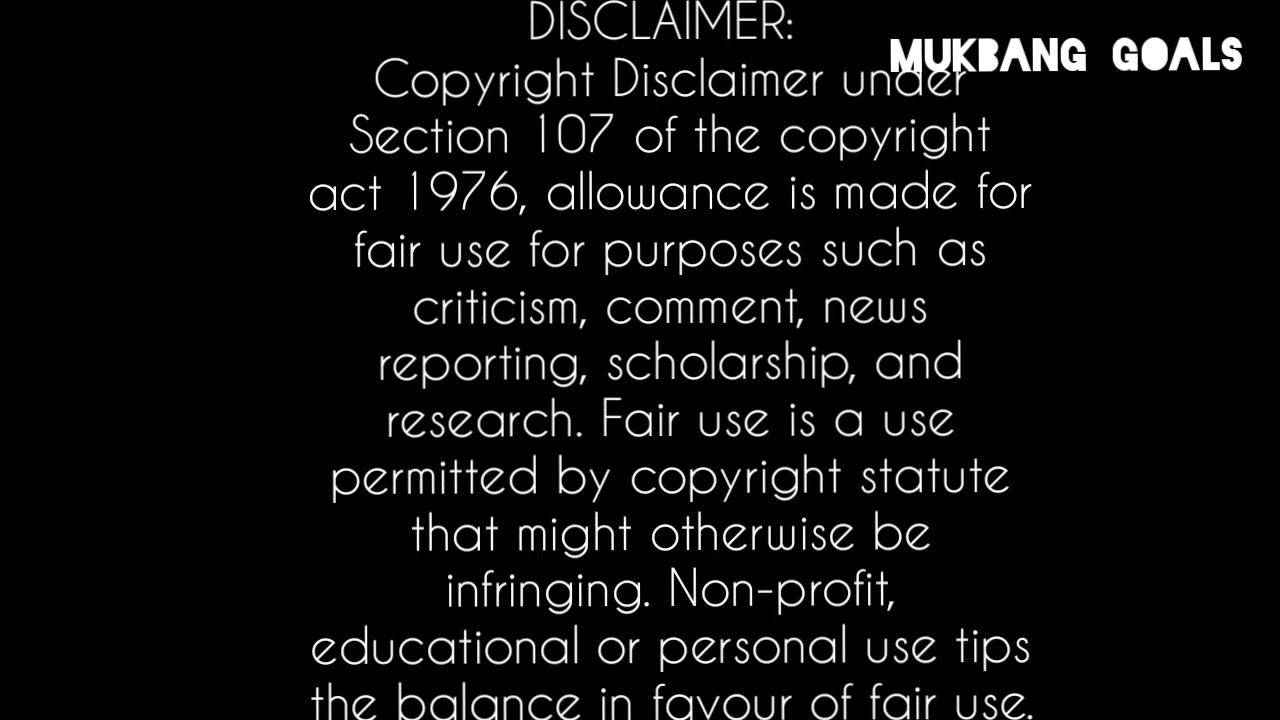 DISCLAIMER:
MUKBANG GOALS
Copyright Disclaimer under
Section 107 of the copyright
act 1976, allowance is made for
fair use for purposes such as
criticism, comment, news
reporting, scholarship, and
research. Fair use is a use
permitted by copyright statute
that might otherwise be
infringing. Non-profit,
educational or personal use tips
the balance in favour of fair use.